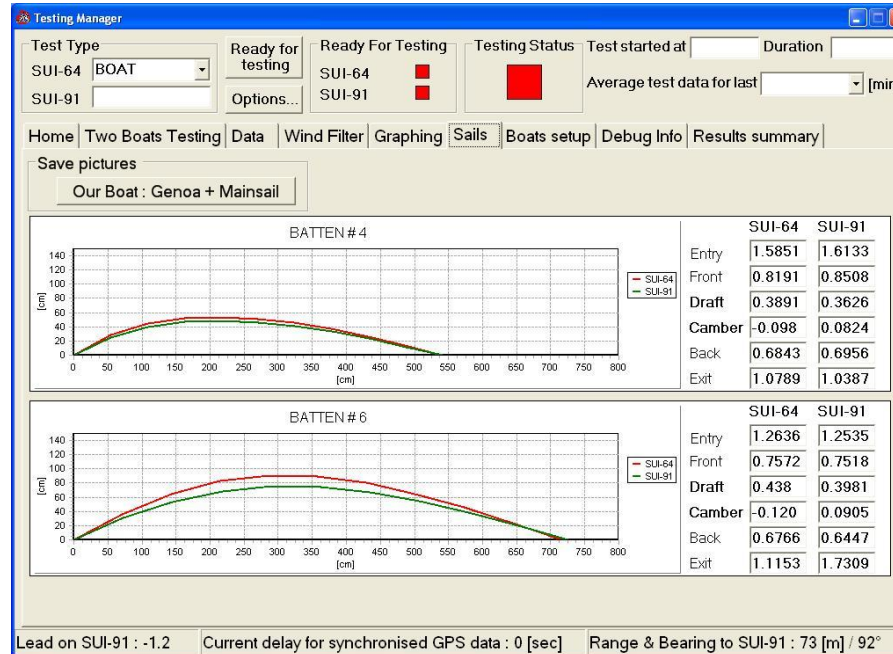 Testing Manager
Test Type
SUI-64 BOAT
SUI-91
Ready for testing
Options...
Ready For Testing
SUI-64
SUI-91
Testing Status
Test started at
Duration
Average test data for last
[min
Home Two Boats Testing Data Wind Filter Graphing Sails Boats setup Debug Info Results summary
Save pictures
Our Boat : Genoa + Mainsail
BATTEN # 4
[cm]
140
120
100
80
60
40
20
0
0 50 100 150 200 250 300 350 400 450 500 550 600 650 700 750 800
[cm]
SUI-64
SUI-91
SUI-64 SUI-91
Entry 1.5851 1.6133
Front 0.8191 0.8508
Draft 0.3891 0.3626
Camber -0.098 0.0824
Back 0.6843 0.6956
Exit 1.0789 1.0387
BATTEN # 6
[cm]
140
120
100
80
60
40
20
0
0 50 100 150 200 250 300 350 400 450 500 550 600 650 700 750 800
[cm]
SUI-64
SUI-91
SUI-64 SUI-91
Entry 1.2636 1.2535
Front 0.7572 0.7518
Draft 0.438 0.3981
Camber -0.120 0.0905
Back 0.6766 0.6447
Exit 1.1153 1.7309
Lead on SUI-91 : -1.2
Current delay for synchronised GPS data : 0 [sec]
Range & Bearing to SUI-91 : 73 [m] / 92°